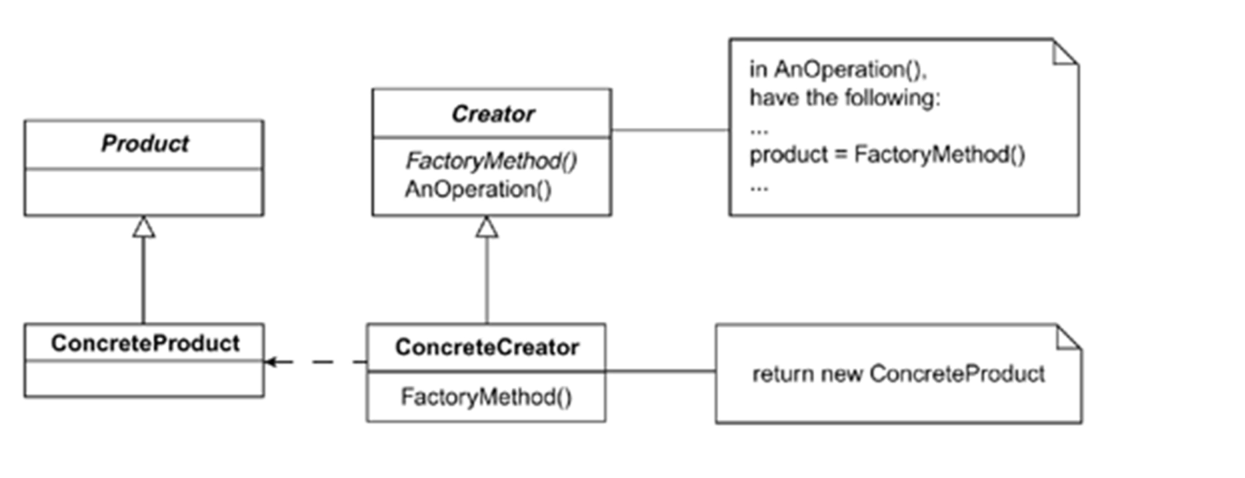 Product
Creator
FactoryMethod()
AnOperation()
in AnOperation(),
have the following:
...
product = FactoryMethod()
...
ConcreteProduct
ConcreteCreator
FactoryMethod()
return new ConcreteProduct